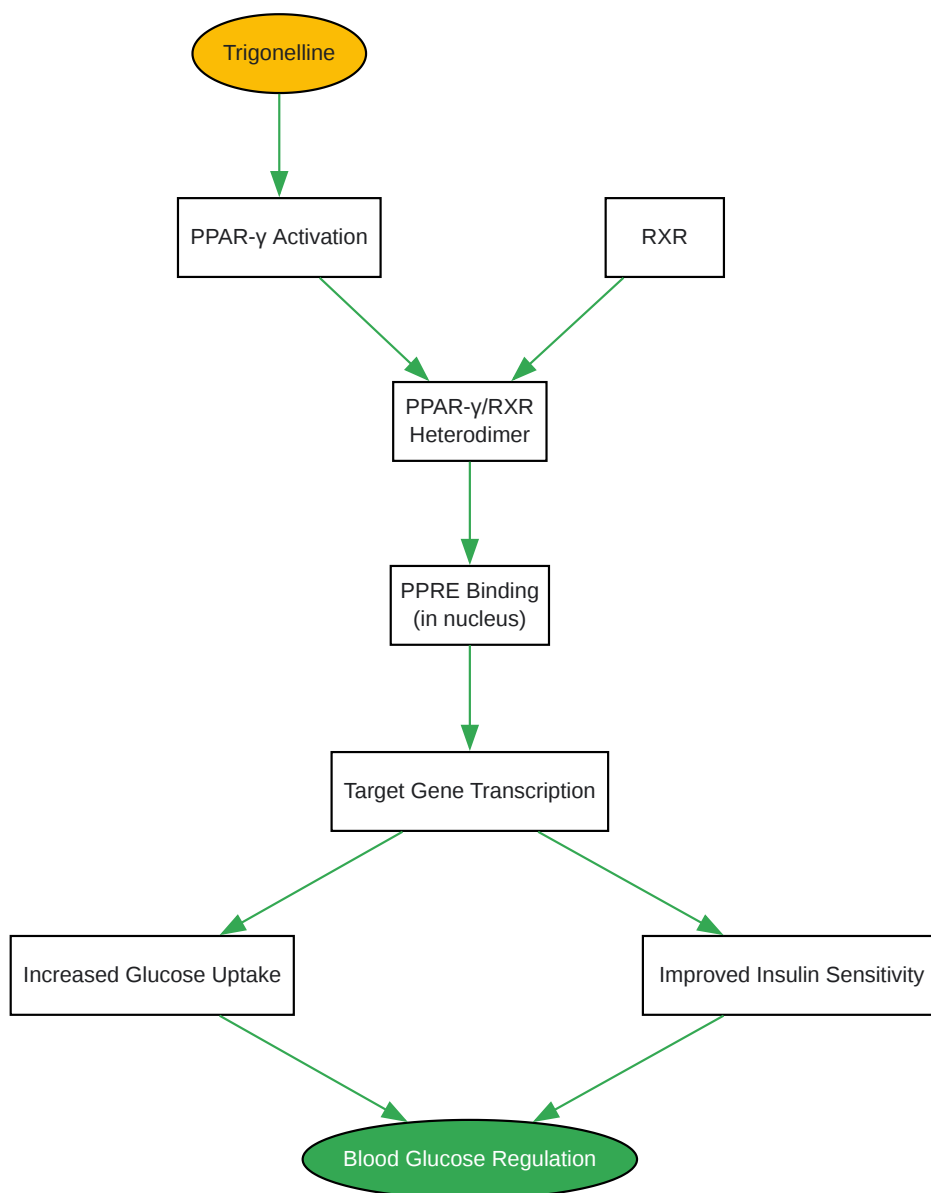 Trigonelline
PPAR-γ Activation
RXR
PPAR-γ/RXR
Heterodimer
PPRE Binding
(in nucleus)
Target Gene Transcription
Increased Glucose Uptake
Improved Insulin Sensitivity
Blood Glucose Regulation